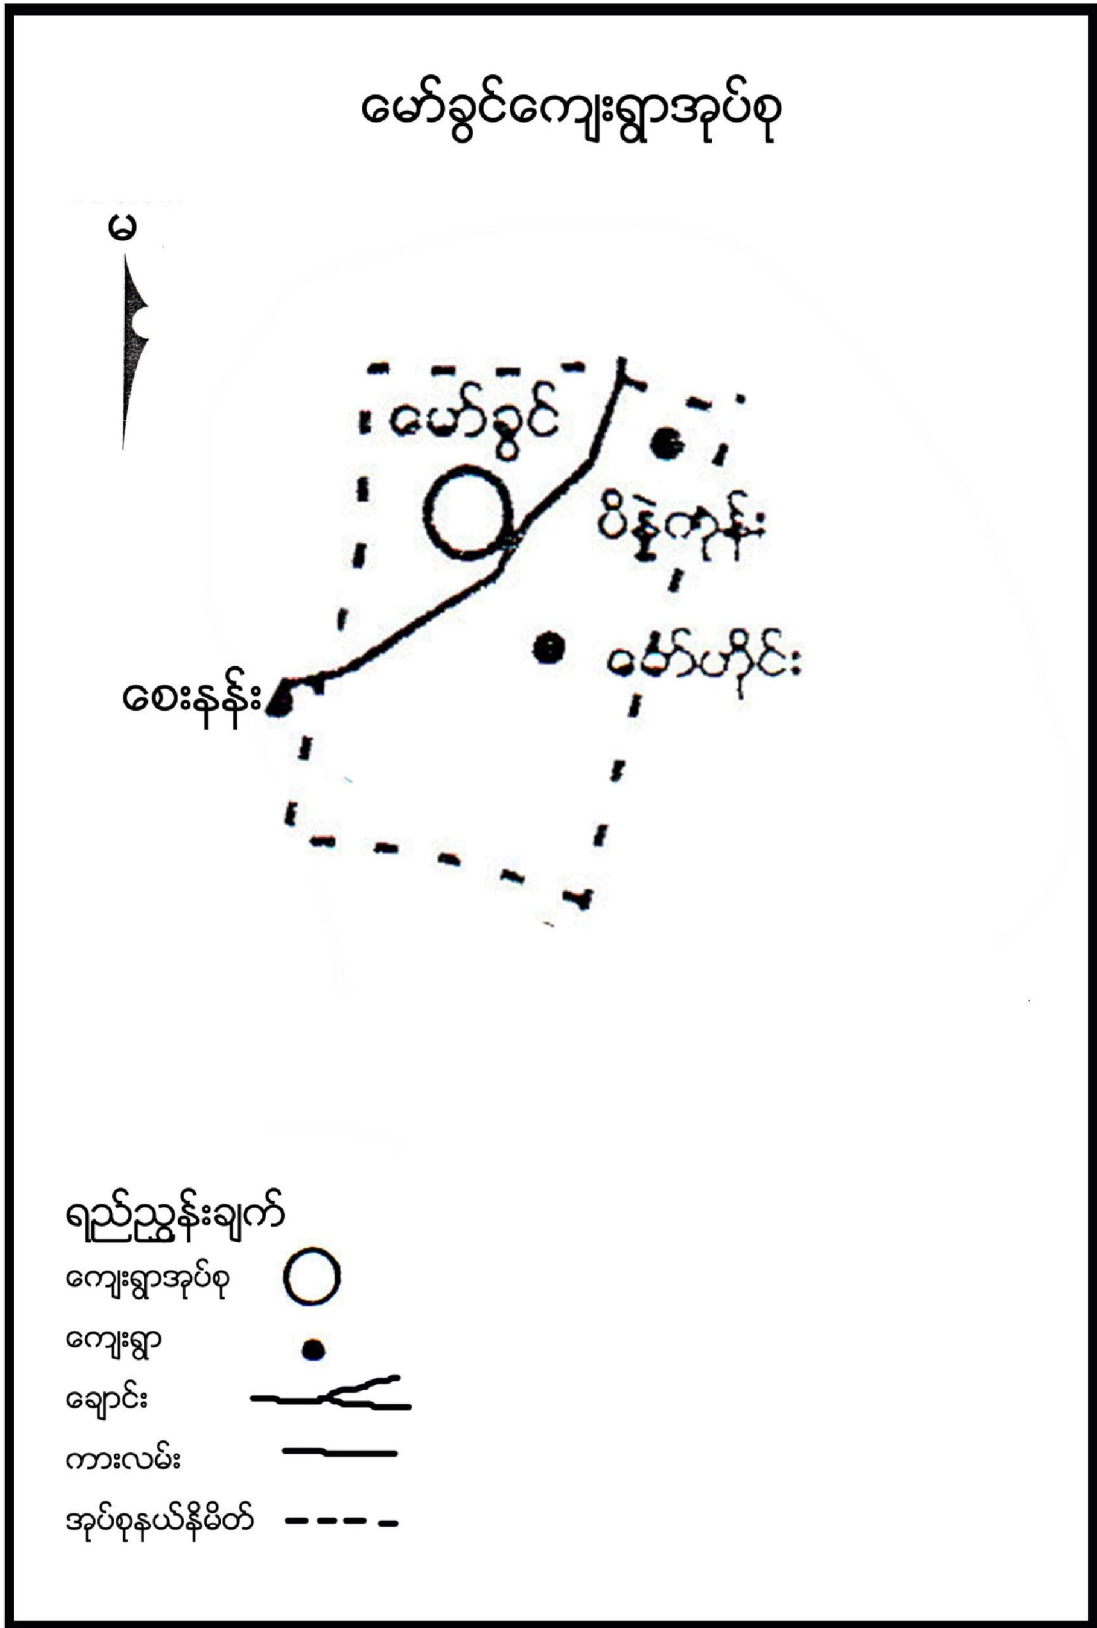 မော်ခွင်ကျေးရွာအုပ်စု
မ
မော်ခွင်
ပိန္နဲကုန်း
ခော်ဟိုင်း
စေးနန်း
ရည်ညွှန်းချက်
ကျေးရွာအုပ်စု
ကျေးရွာ
ချောင်း
ကားလမ်း
အုပ်စုနယ်နိမိတ်